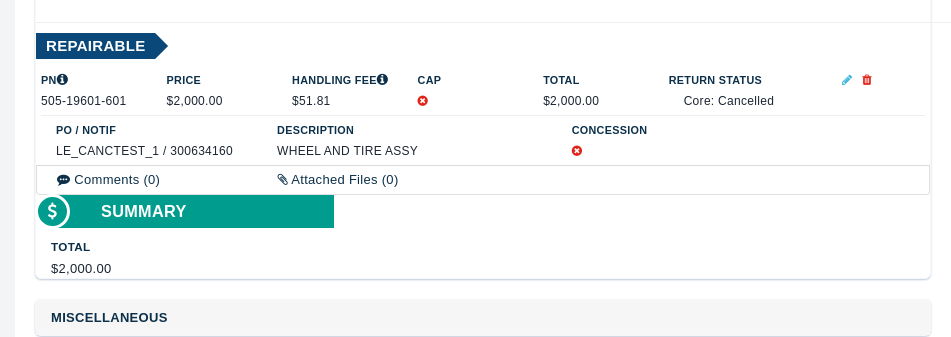 REPAIRABLE
PN PRICE HANDLING FEE CAP TOTAL RETURN STATUS
505-19601-601 $2,000.00 $51.81 $2,000.00 Core: Cancelled
PO / NOTIF DESCRIPTION CONCESSION
LE_CANCTEST_1 / 300634160 WHEEL AND TIRE ASSY
Comments (0) Attached Files (0)
$ SUMMARY
TOTAL
$2,000.00
MISCELLANEOUS